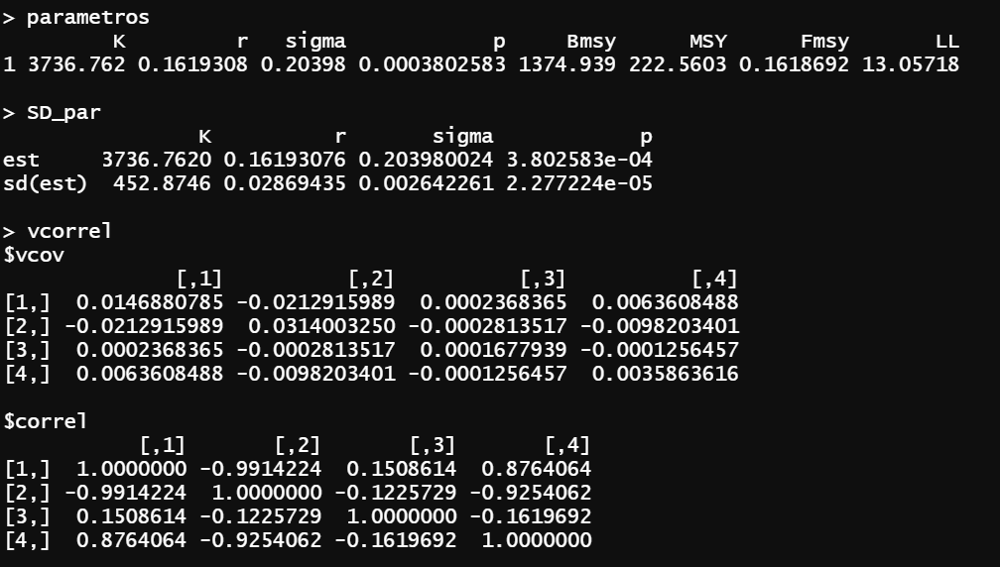 > parametros
K r sigma p Bmsy MSY Fmsy LL
1 3736.762 0.1619308 0.20398 0.0003802583 1374.939 222.5603 0.1618692 13.05718
> SD_par
K r sigma p
est 3736.7620 0.16193076 0.203980024 3.802583e-04
sd(est) 452.8746 0.02869435 0.002642261 2.277224e-05
> vcorrel
$vcov
[,1] [,2] [,3] [,4]
[1,] 0.0146880785 -0.0212915989 0.0002368365 0.0063608488
[2,] -0.0212915989 0.0314003250 -0.0002813517 -0.0098203401
[3,] 0.0002368365 -0.0002813517 0.0001677939 -0.0001256457
[4,] 0.0063608488 -0.0098203401 -0.0001256457 0.0035863616
$correl
[,1] [,2] [,3] [,4]
[1,] 1.0000000 -0.9914224 0.1508614 0.8764064
[2,] -0.9914224 1.0000000 -0.1225729 -0.9254062
[3,] 0.1508614 -0.1225729 1.0000000 -0.1619692
[4,] 0.8764064 -0.9254062 -0.1619692 1.0000000